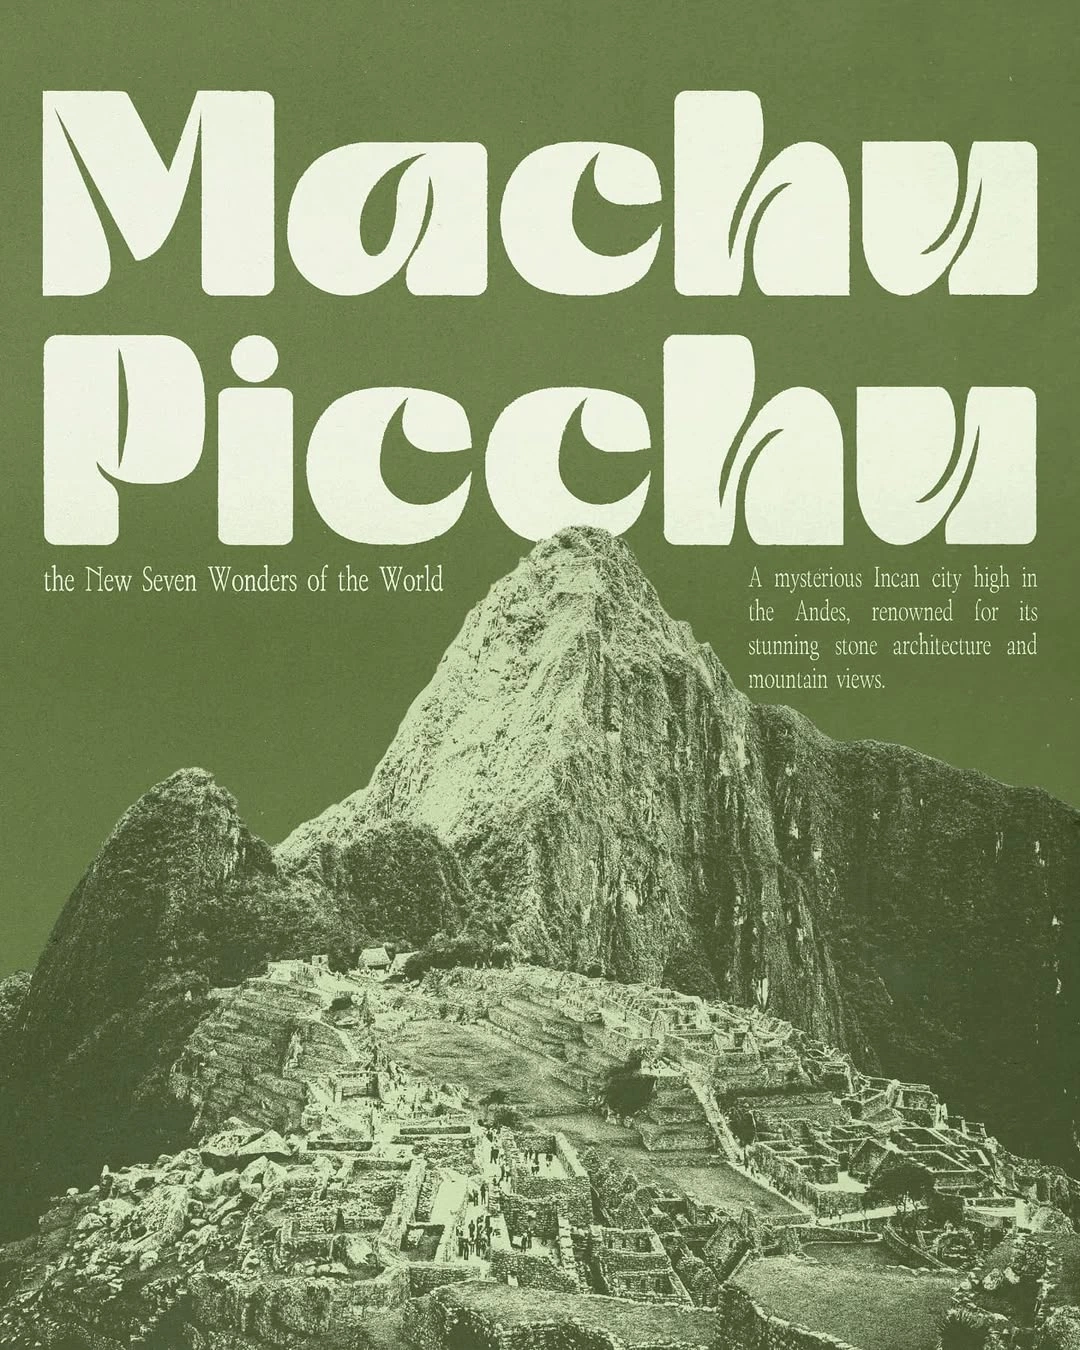 Machu
Picchu
the New Seven Wonders of the World
A mysterious Incan city high in
the Andes, renowned for its
stunning stone architecture and
mountain views.